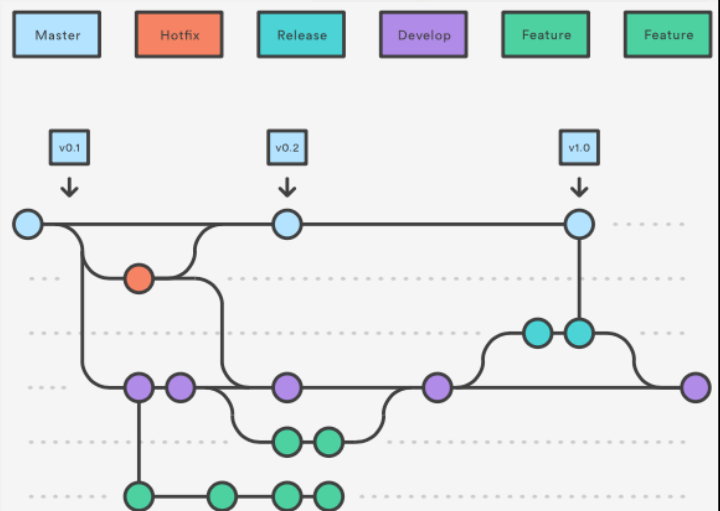 Master
Hotfix
Release
Develop
Feature
Feature
v0.1
v0.2
v1.0